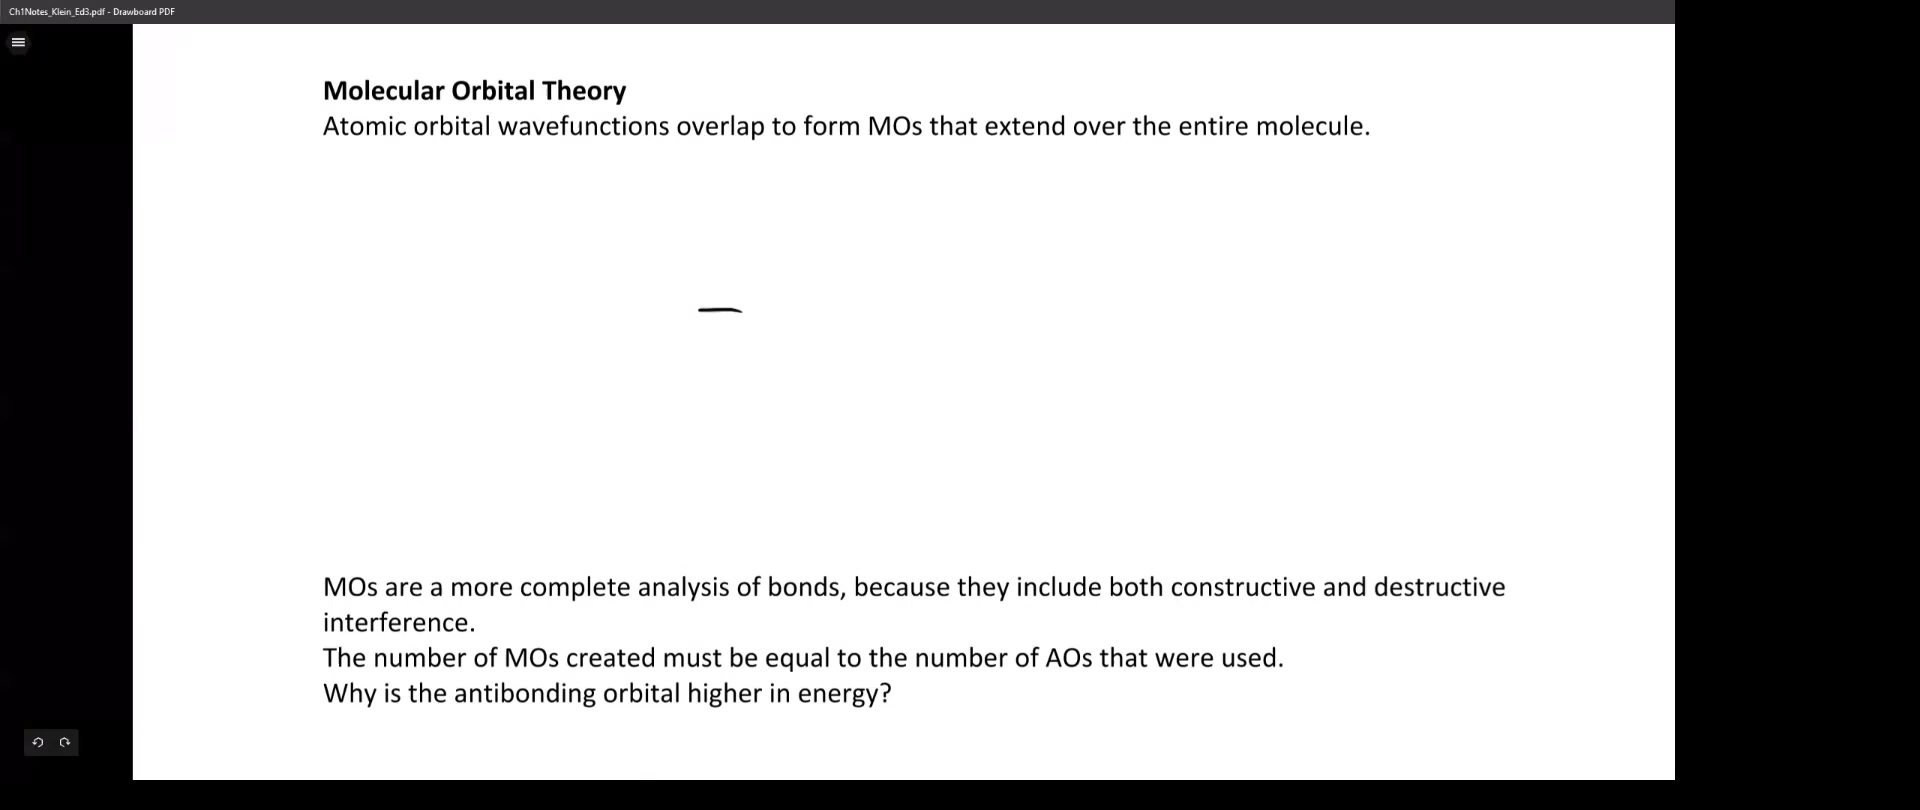 Ch1Notes_Klein_Ed3.pdf - Drawboard PDF
Molecular Orbital Theory
Atomic orbital wavefunctions overlap to form MOs that extend over the entire molecule.
MOs are a more complete analysis of bonds, because they include both constructive and destructive
interference.
The number of MOs created must be equal to the number of AOs that were used.
Why is the antibonding orbital higher in energy?